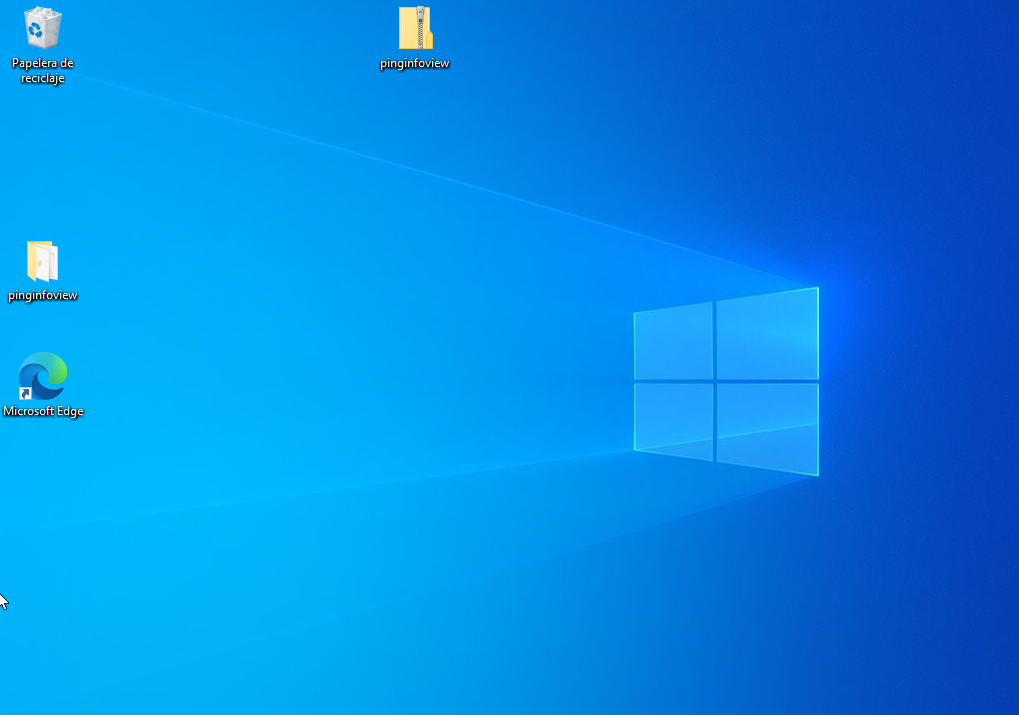 Papelera de
reciclaje
pinginfoview
pinginfoview
Microsoft Edge